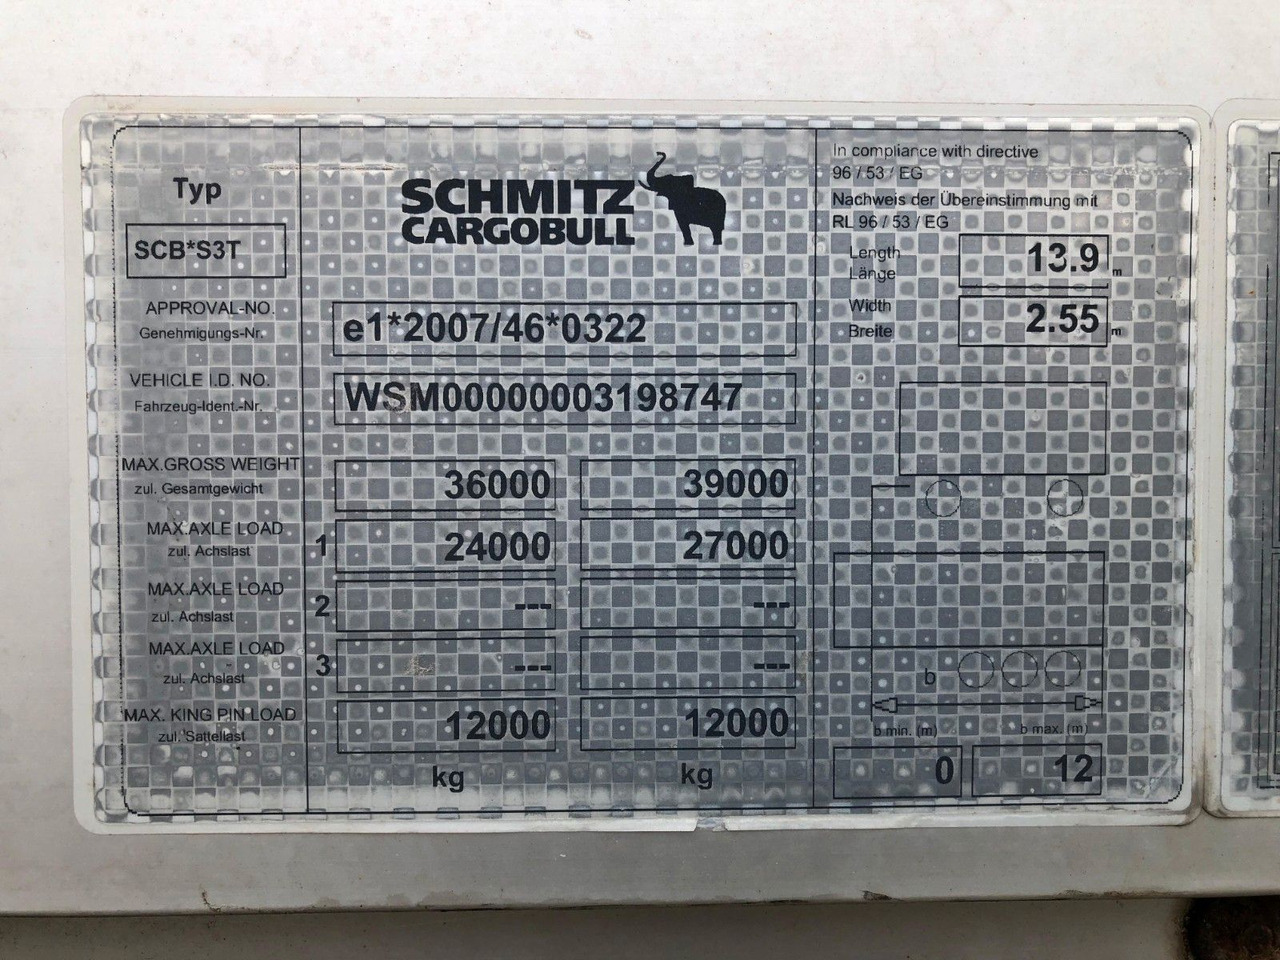 Typ
SCB*S3T
SCHMITZ
CARGOBULL
APPROVAL-NO.
Genehmigungs-Nr.
e1*2007/46*0322
VEHICLE I.D. NO.
Fahrzeug-Ident.-Nr.
WSM00000003198747
MAX.GROSS WEIGHT
zul. Gesamtgewicht
36000 39000
MAX.AXLE LOAD
zul. Achslast
1 24000 27000
MAX.AXLE LOAD
zul. Achslast
2 --- ---
MAX.AXLE LOAD
zul. Achslast
3 --- ---
MAX. KING PIN LOAD
zul. Sattellast
12000 12000
kg kg
In compliance with directive
96 / 53 / EG
Nachweis der Übereinstimmung mit
RL 96 / 53 / EG
Length
Länge
13.9 m
Width
Breite
2.55 m
b
b min. (m) b max. (m)
0 12